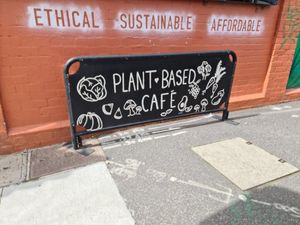 ETHICAL SUSTAINABLE AFFORDABLE
PLANT BASED
CAFÉ